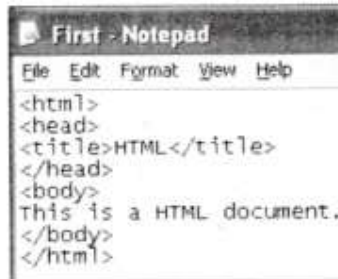 First - Notepad
File Edit Format View Help
<html>
<head>
<title>HTML</title>
</head>
<body>
This is a HTML document.
</body>
</html>